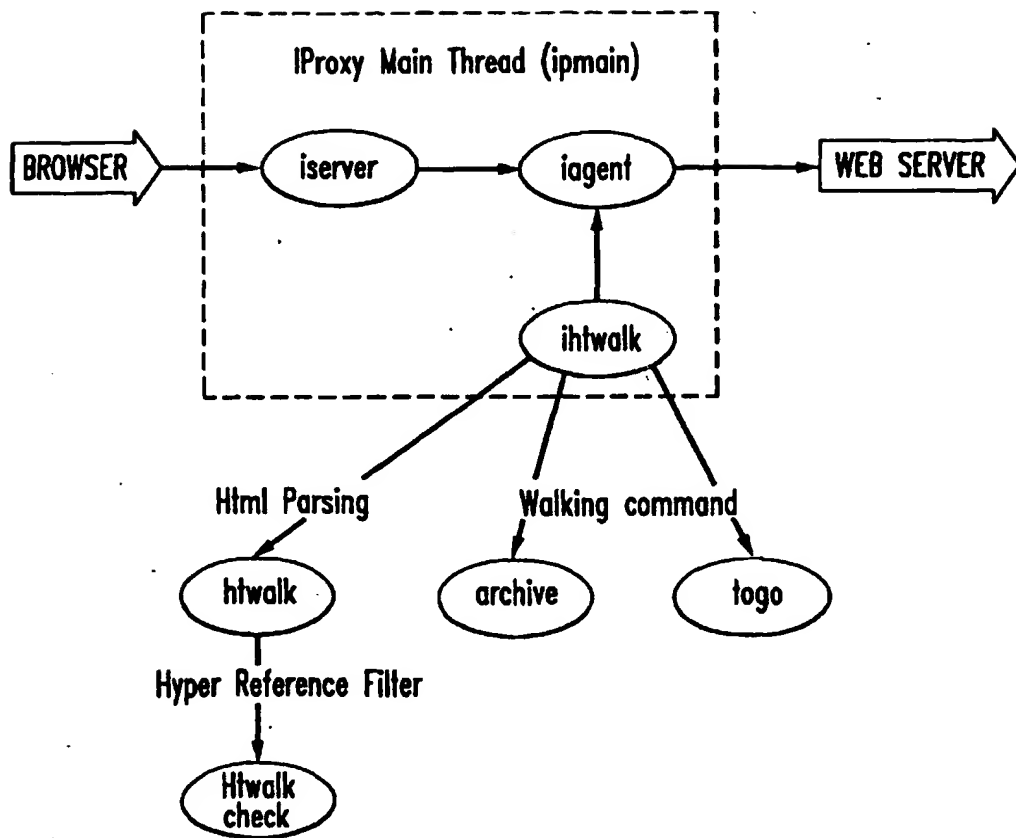 IProxy Main Thread (ipmain)
BROWSER
iserver
iagent
WEB SERVER
ihtwalk
Html Parsing
Walking command
htwalk
archive
togo
Hyper Reference Filter
Htwalk
check